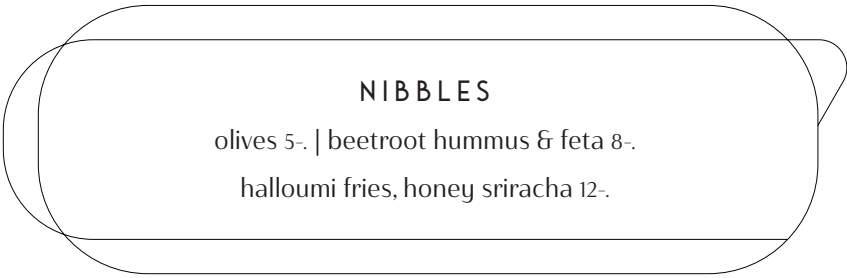 NIBBLES
olives 5-. | beetroot hummus & feta 8-.
halloumi fries, honey sriracha 12-.